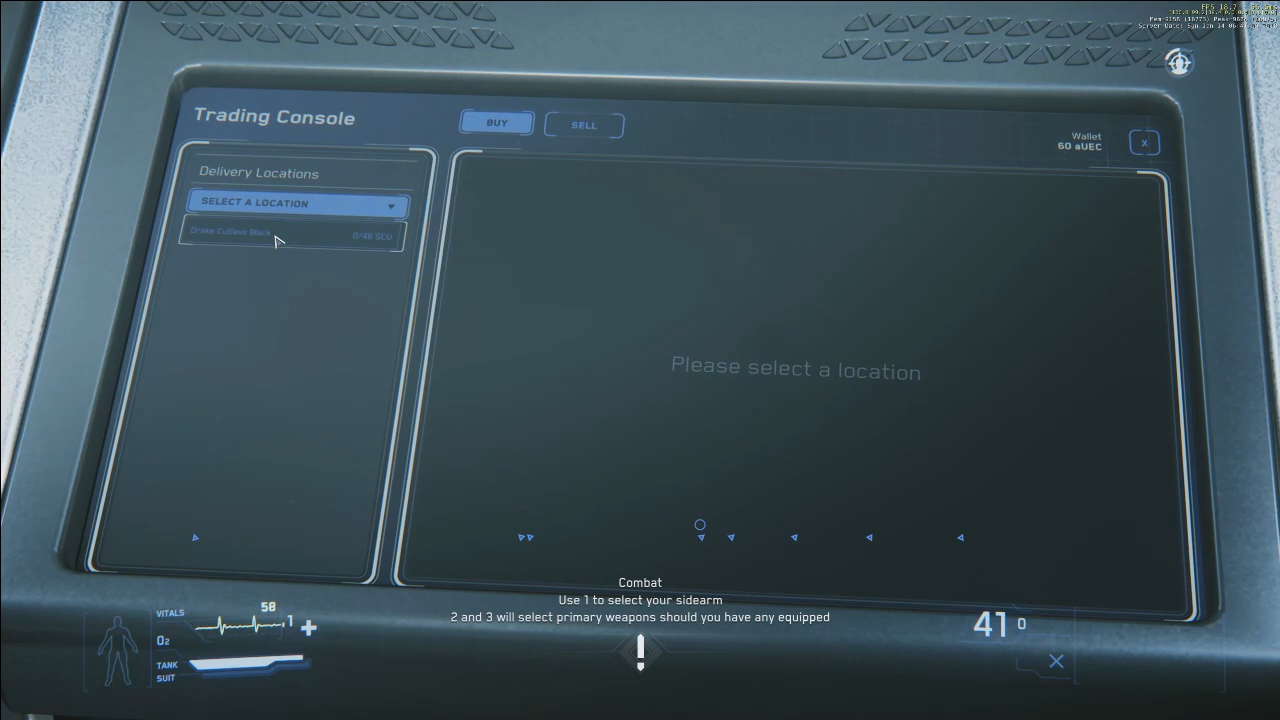 Trading Console
BUY
SELL
Wallet
60 aUEC
x
Delivery Locations
SELECT A LOCATION
Drake Cutlass Black
0/46 SCU
Please select a location
Combat
Use 1 to select your sidearm
2 and 3 will select primary weapons should you have any equipped
VITALS
58
1
O2
TANK
SUIT
41 0